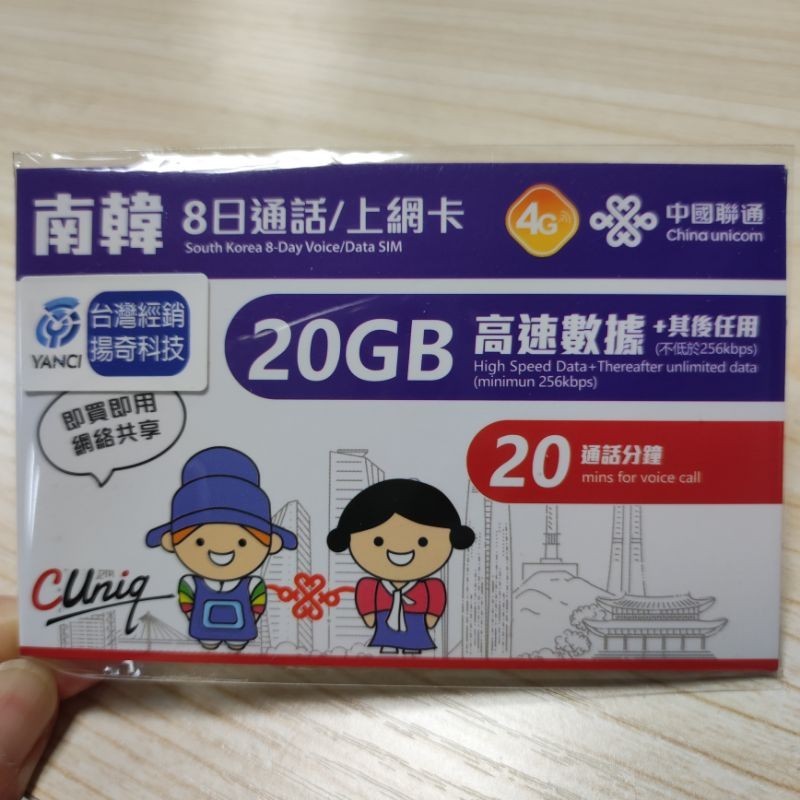 南韓 8日通話/上網卡
South Korea 8-Day Voice/Data SIM
4G
中國聯通
China unicom
YANCI
台灣經銷
揚奇科技
20GB 高速數據 +其後任用
(不低於256kbps)
High Speed Data+Thereafter unlimited data
(minimun 256kbps)
即買即用
網絡共享
20 通話分鐘
mins for voice call
CUniq